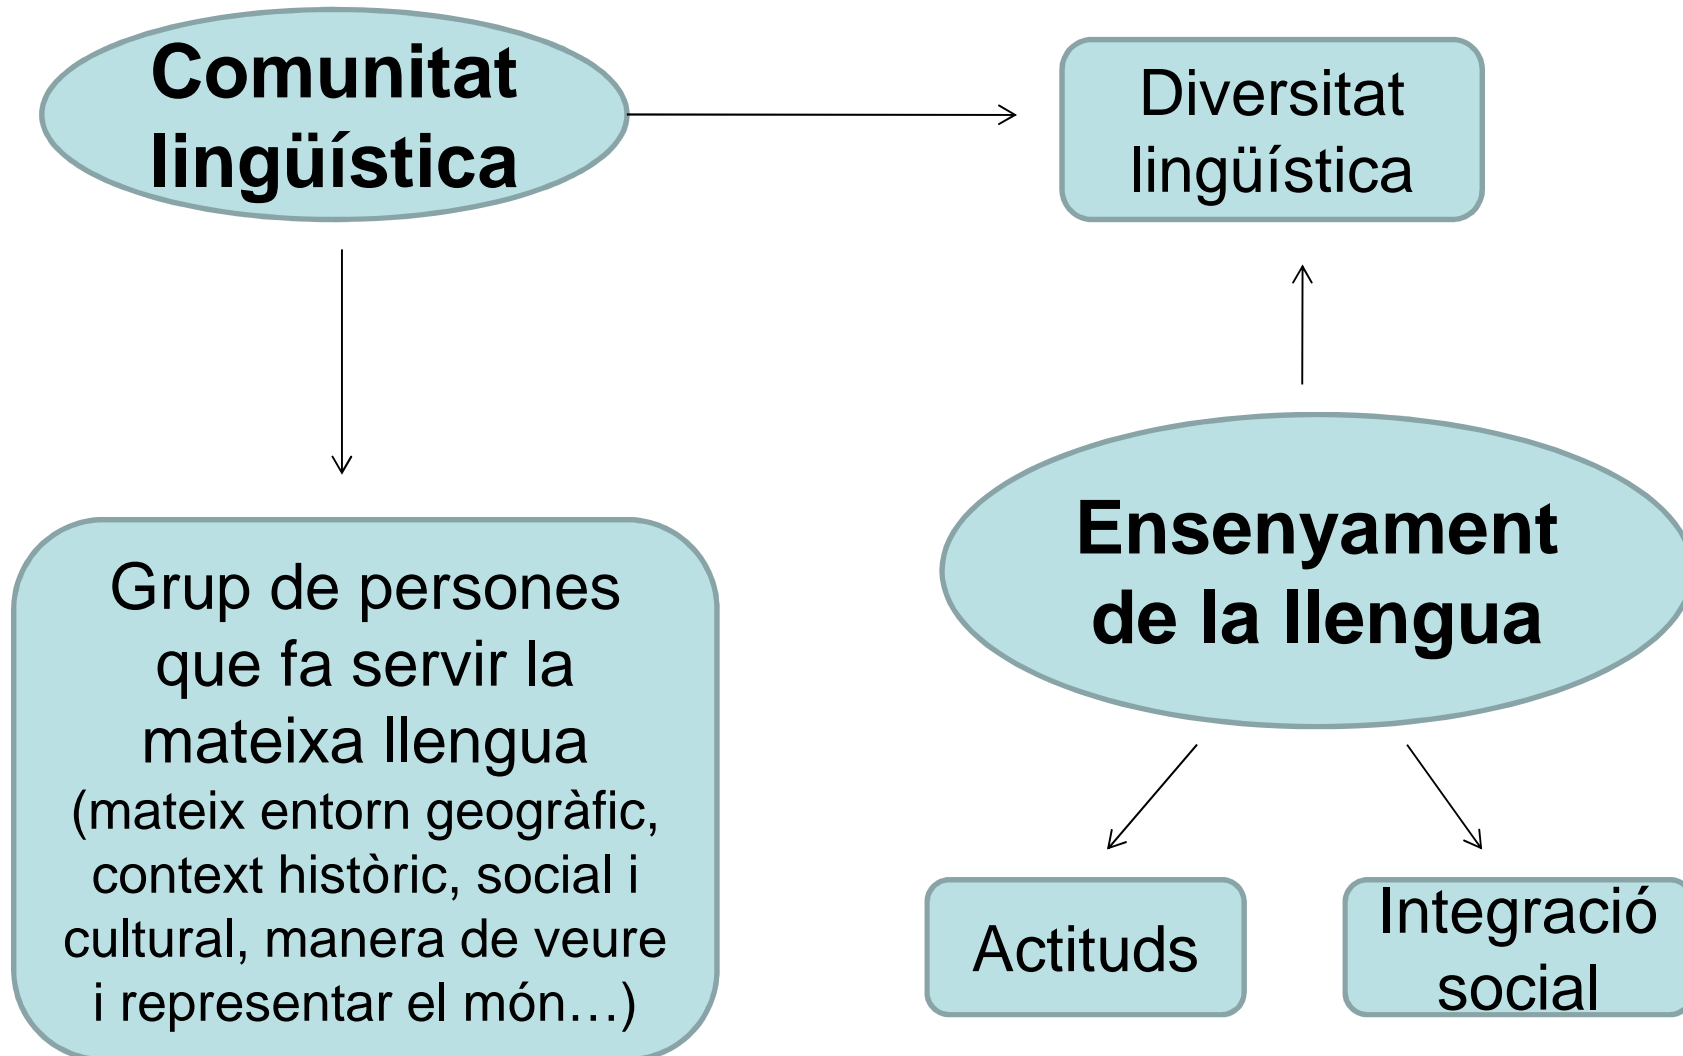 Comunitat
lingüística
Diversitat
lingüística
Grup de persones
que fa servir la
mateixa llengua
(mateix entorn geogràfic,
context històric, social i
cultural, manera de veure
i representar el món…)
Ensenyament
de la llengua
Actituds
Integració
social